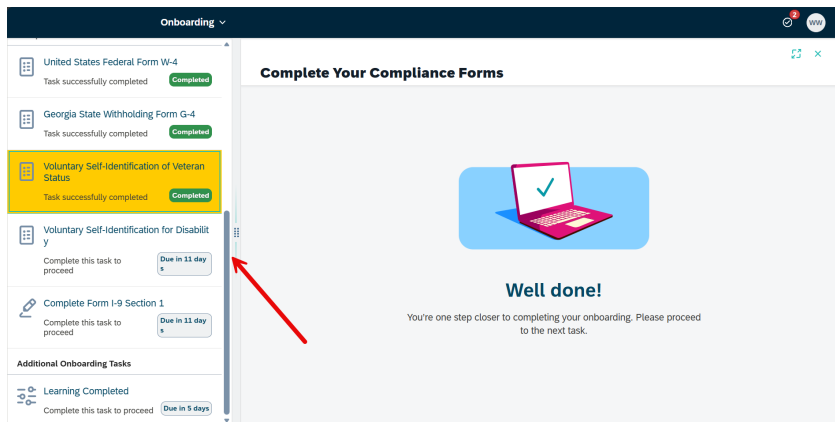 Onboarding
2
WW
United States Federal Form W-4
Task successfully completed
Completed
Georgia State Withholding Form G-4
Task successfully completed
Completed
Voluntary Self-Identification of Veteran
Status
Task successfully completed
Completed
Voluntary Self-Identification for Disabilit
y
Complete this task to
proceed
Due in 11 day
s
Complete Form I-9 Section 1
Complete this task to
proceed
Due in 11 day
s
Additional Onboarding Tasks
Learning Completed
Complete this task to proceed
Due in 5 days
Complete Your Compliance Forms
Well done!
You're one step closer to completing your onboarding. Please proceed
to the next task.